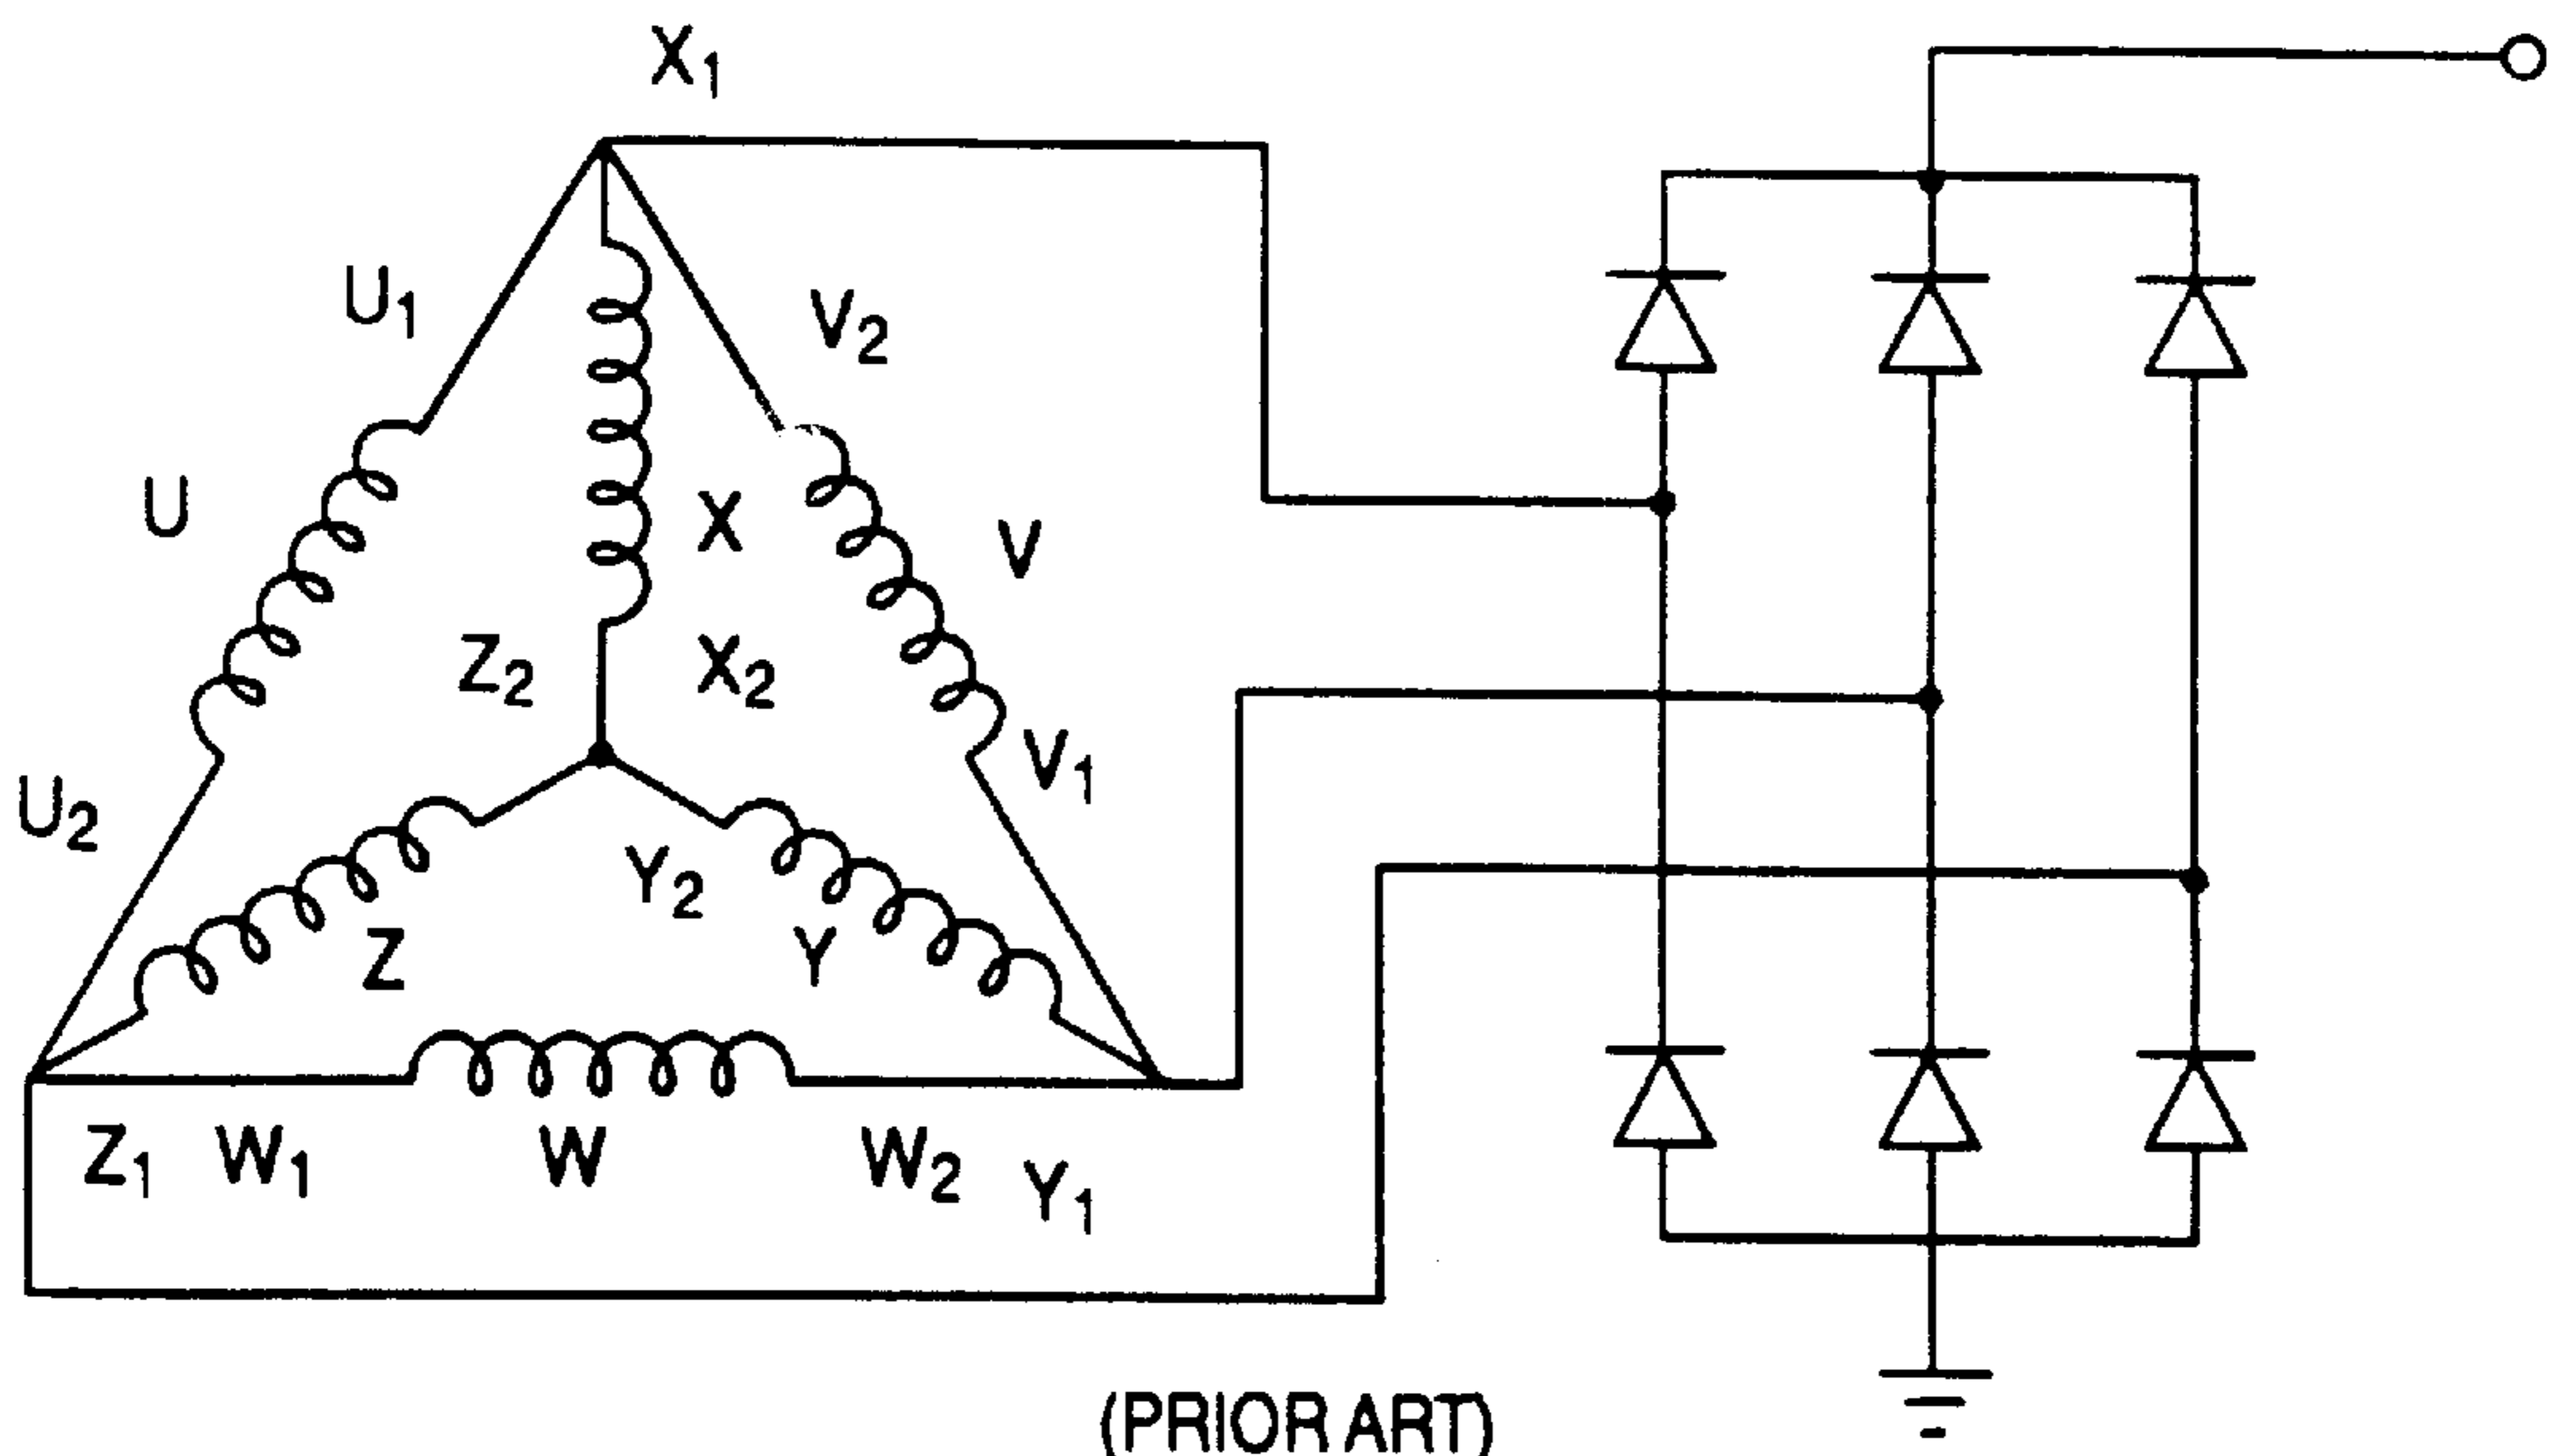 X₁
U₁
V₂
U
X
V
Z₂
X₂
V₁
U₂
Y₂
Z
Y
Z₁
W₁
W
W₂
Y₁
(PRIOR ART)